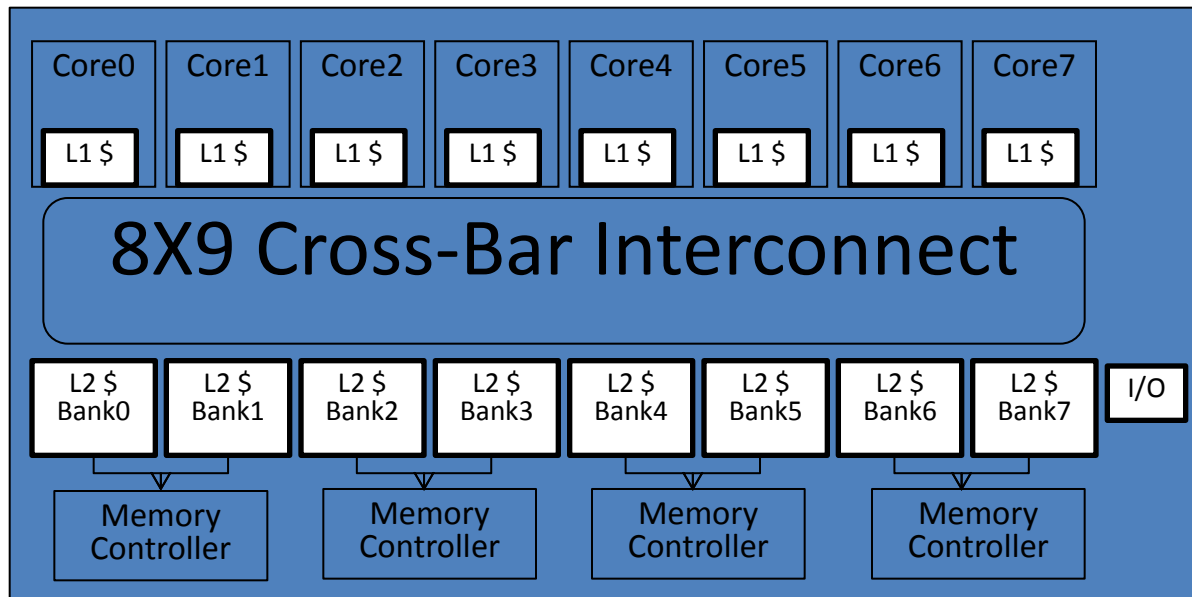 Core0
Core1
Core2
Core3
Core4
Core5
Core6
Core7
L1 $
L1 $
L1 $
L1 $
L1 $
L1 $
L1 $
L1 $
8X9 Cross-Bar Interconnect
L2 $
Bank0
L2 $
Bank1
L2 $
Bank2
L2 $
Bank3
L2 $
Bank4
L2 $
Bank5
L2 $
Bank6
L2 $
Bank7
I/O
Memory
Controller
Memory
Controller
Memory
Controller
Memory
Controller